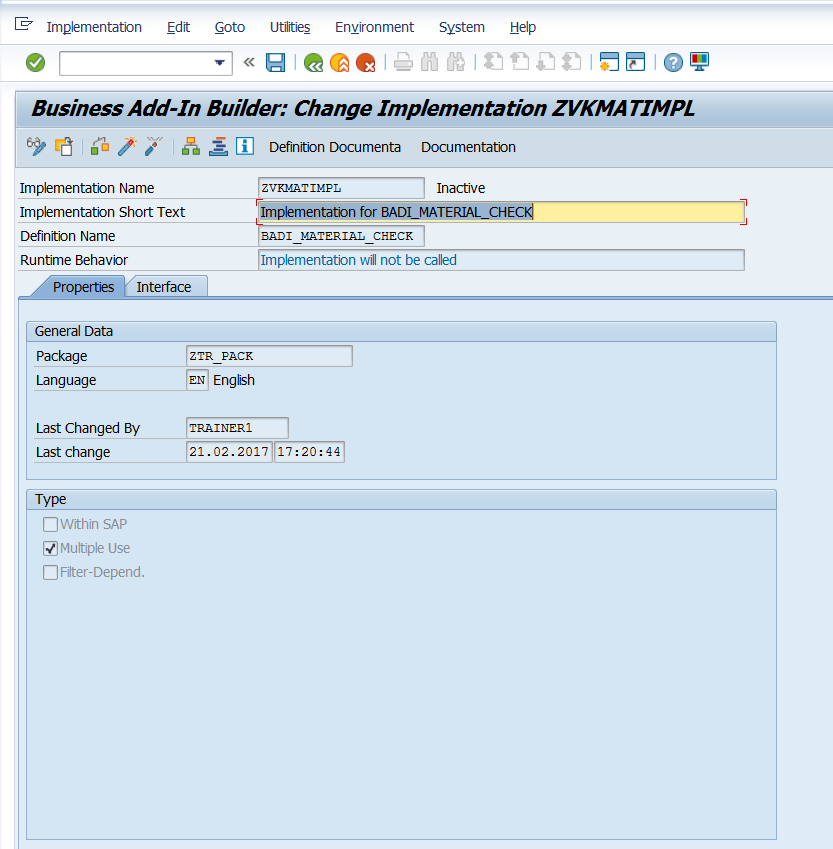 Implementation Edit Goto Utilities Environment System Help
Business Add-In Builder: Change Implementation ZVKMATIMPL
Definition Documenta Documentation
Implementation Name ZVKMATIMPL Inactive
Implementation Short Text Implementation for BADI_MATERIAL_CHECK
Definition Name BADI_MATERIAL_CHECK
Runtime Behavior Implementation will not be called
Properties Interface
General Data
Package ZTR_PACK
Language EN English
Last Changed By TRAINER1
Last change 21.02.2017 17:20:44
Type
Within SAP
Multiple Use
Filter-Depend.